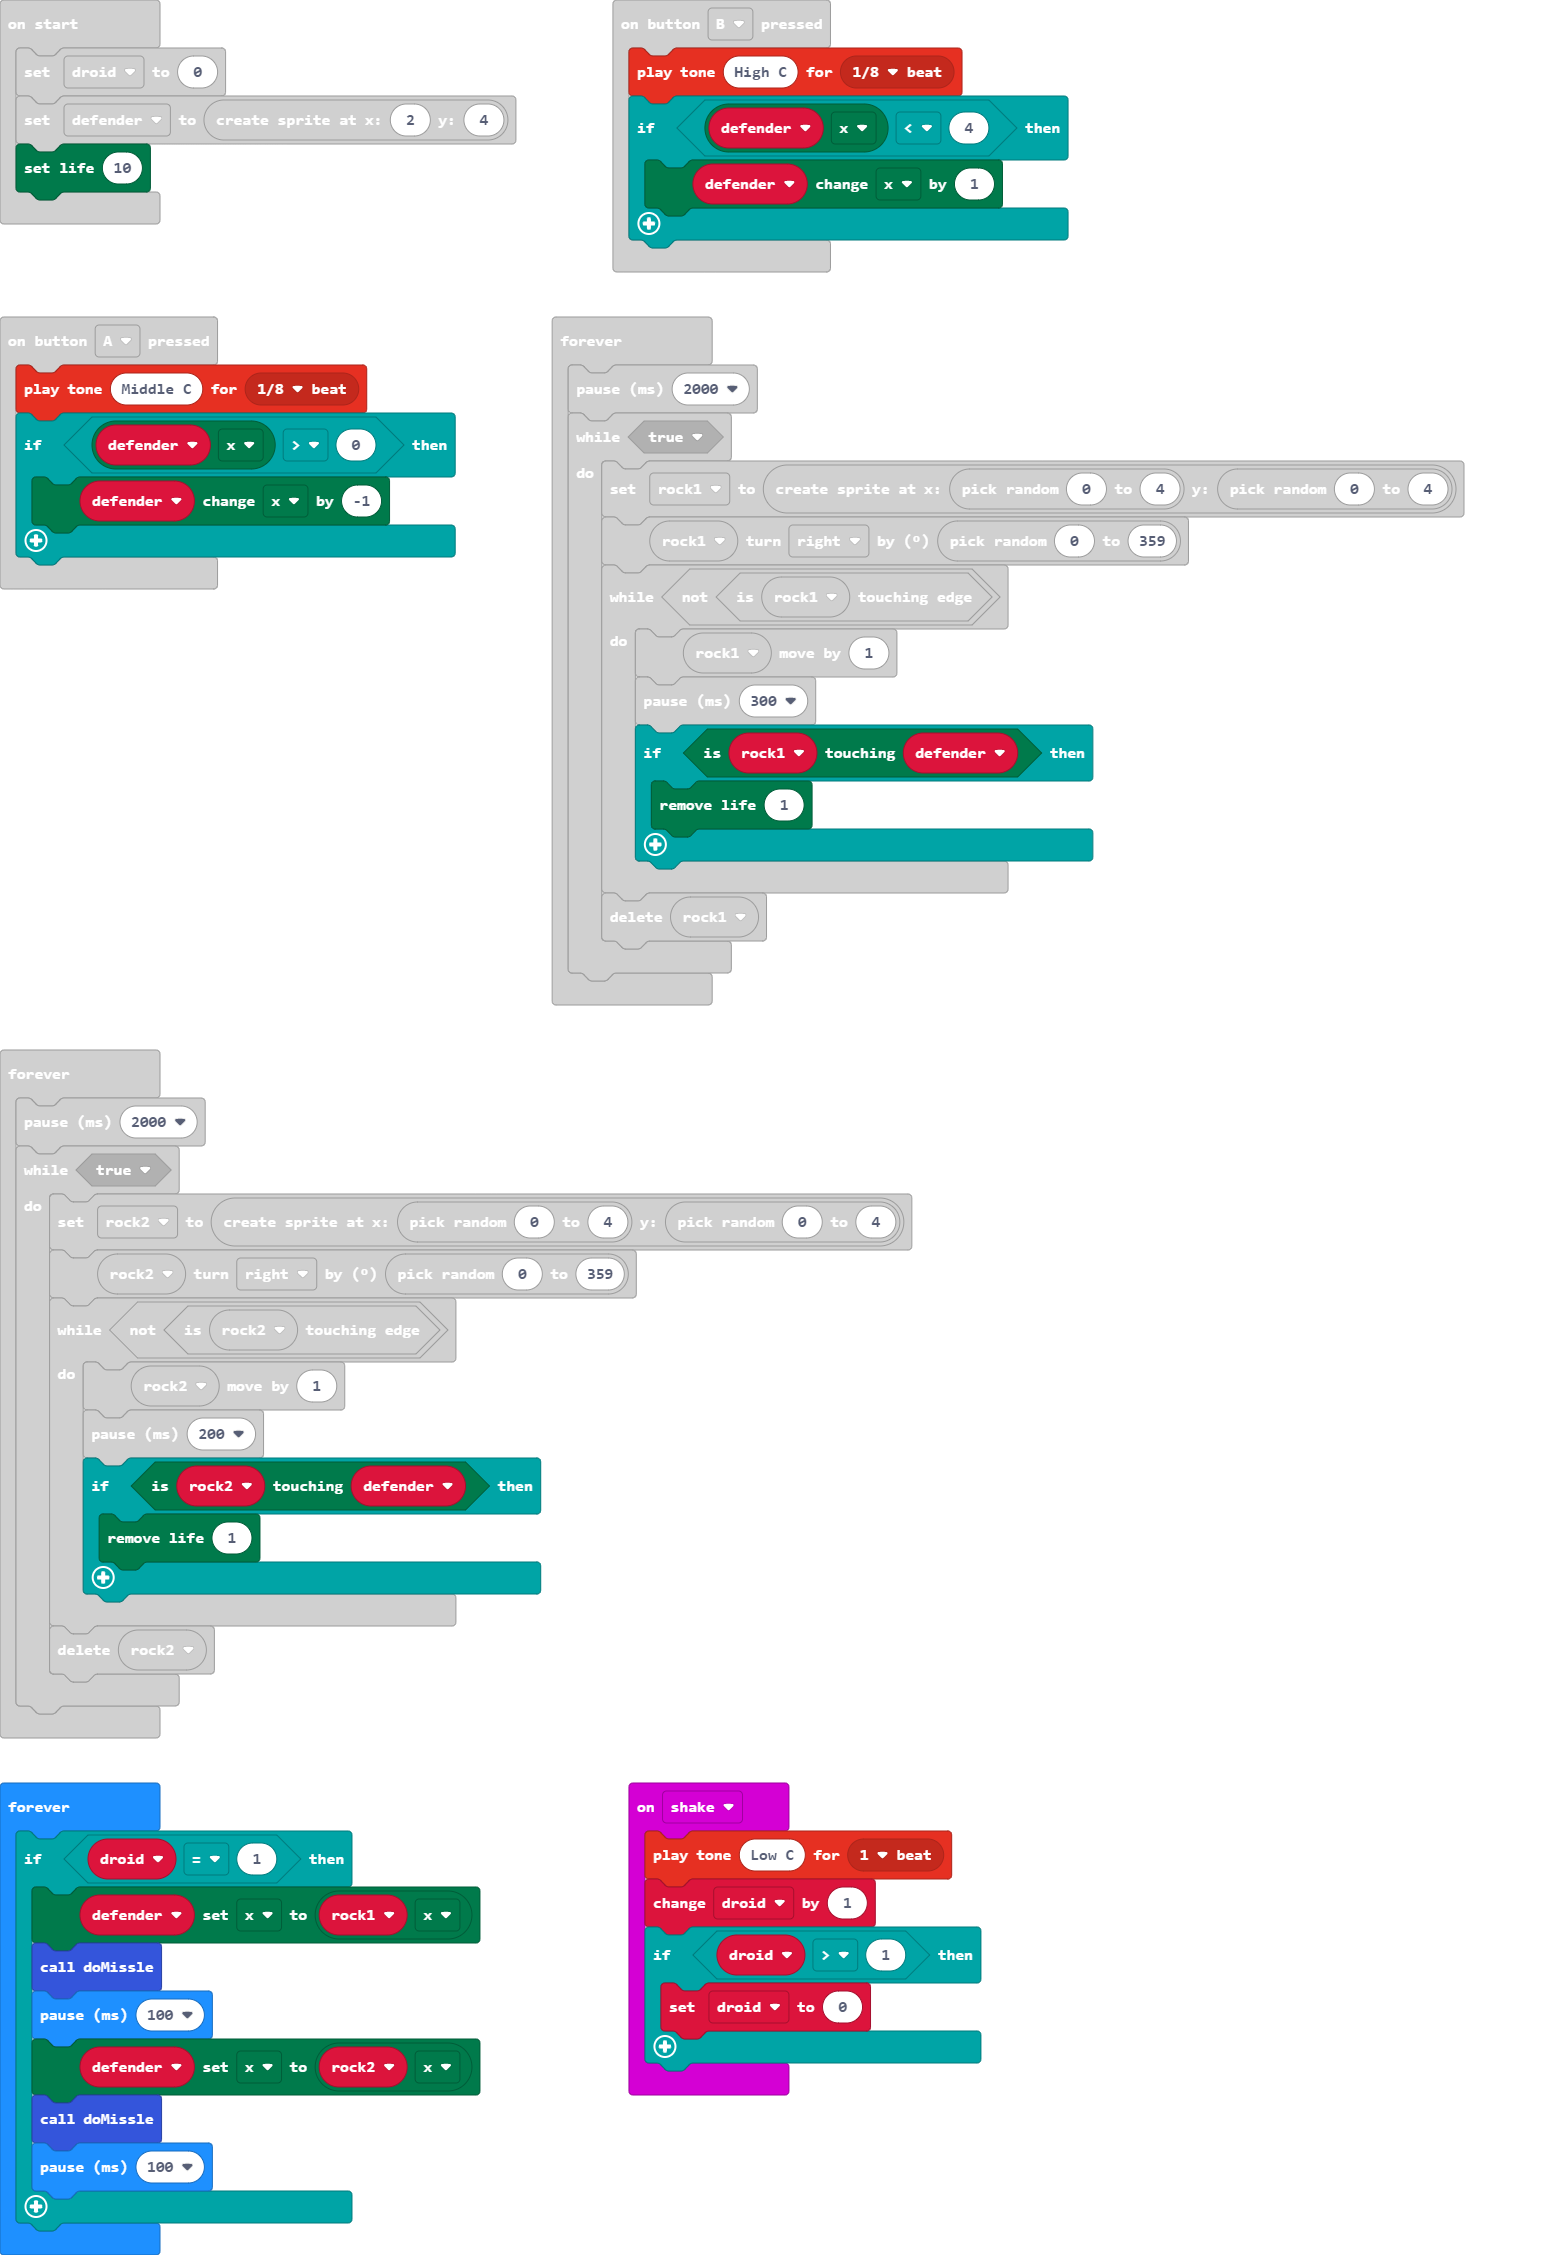 on start
set droid to 0
set defender to create sprite at x: 2 y: 4
set life 10
on button B pressed
play tone High C for 1/8 beat
if defender x < 4 then
defender change x by 1
on button A pressed
play tone Middle C for 1/8 beat
if defender x > 0 then
defender change x by -1
forever
pause (ms) 2000
while true
do
set rock1 to create sprite at x: pick random 0 to 4 y: pick random 0 to 4
rock1 turn right by (º) pick random 0 to 359
while not is rock1 touching edge
do
rock1 move by 1
pause (ms) 300
if is rock1 touching defender then
remove life 1
delete rock1
forever
pause (ms) 2000
while true
do
set rock2 to create sprite at x: pick random 0 to 4 y: pick random 0 to 4
rock2 turn right by (º) pick random 0 to 359
while not is rock2 touching edge
do
rock2 move by 1
pause (ms) 200
if is rock2 touching defender then
remove life 1
delete rock2
forever
if droid = 1 then
defender set x to rock1 x
call doMissle
pause (ms) 100
defender set x to rock2 x
call doMissle
pause (ms) 100
on shake
play tone Low C for 1 beat
change droid by 1
if droid > 1 then
set droid to 0